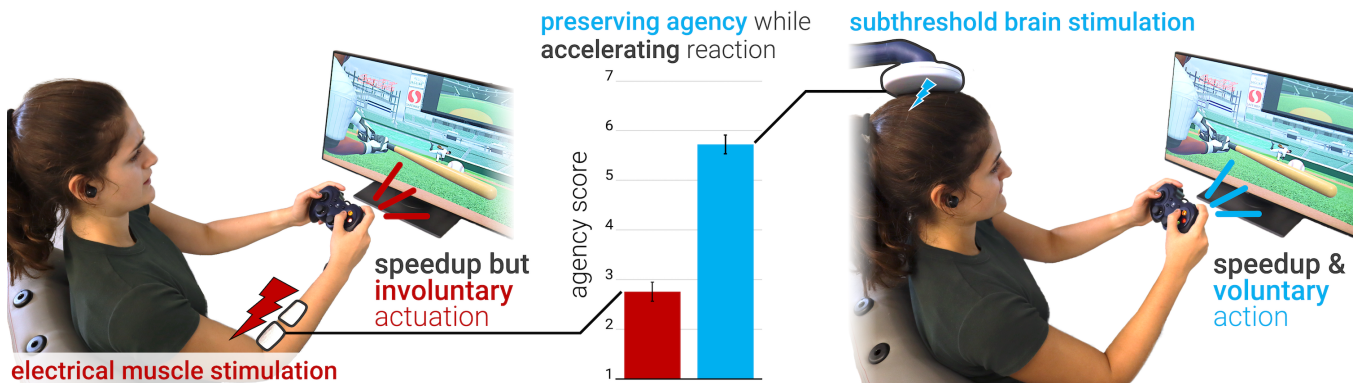 preserving agency while
accelerating reaction
subthreshold brain stimulation
7
6
5
4
3
2
1
agency score
speedup but
involuntary
actuation
electrical muscle stimulation
speedup &
voluntary
action